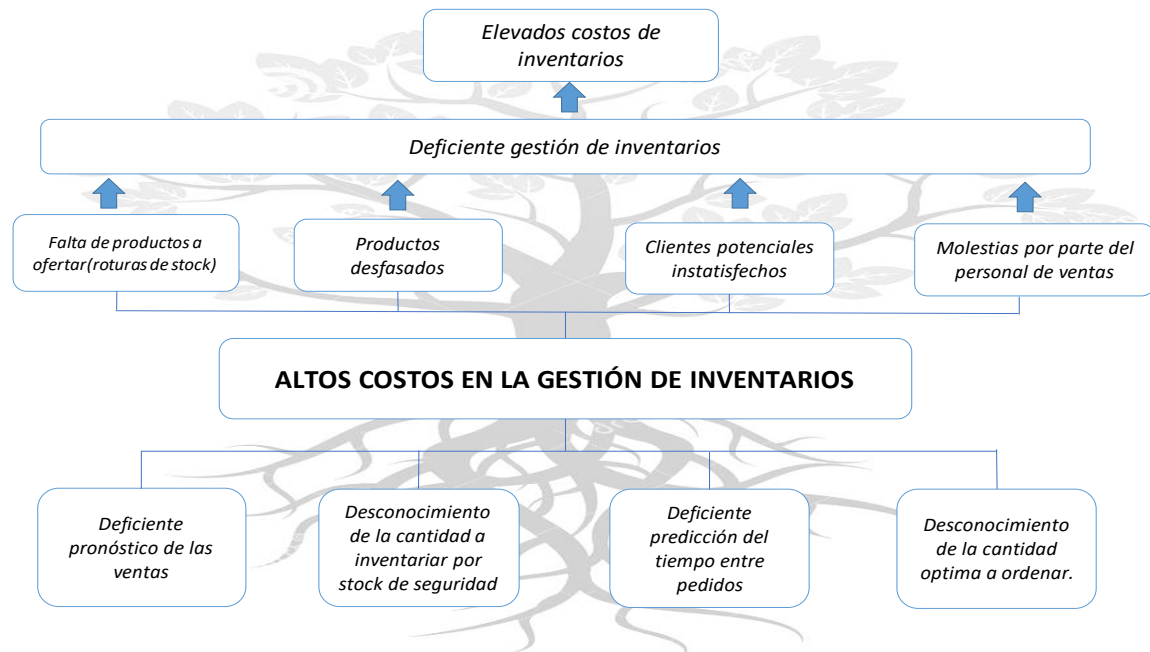 Elevados costos de
inventarios
Deficiente gestión de inventarios
Falta de productos a
ofertar(roturas de stock)
Productos
desfasados
Clientes potenciales
instatisfechos
Molestias por parte del
personal de ventas
ALTOS COSTOS EN LA GESTIÓN DE INVENTARIOS
Deficiente
pronóstico de las
ventas
Desconocimiento
de la cantidad a
inventariar por
stock de seguridad
Deficiente
predicción del
tiempo entre
pedidos
Desconocimiento
de la cantidad
optima a ordenar.